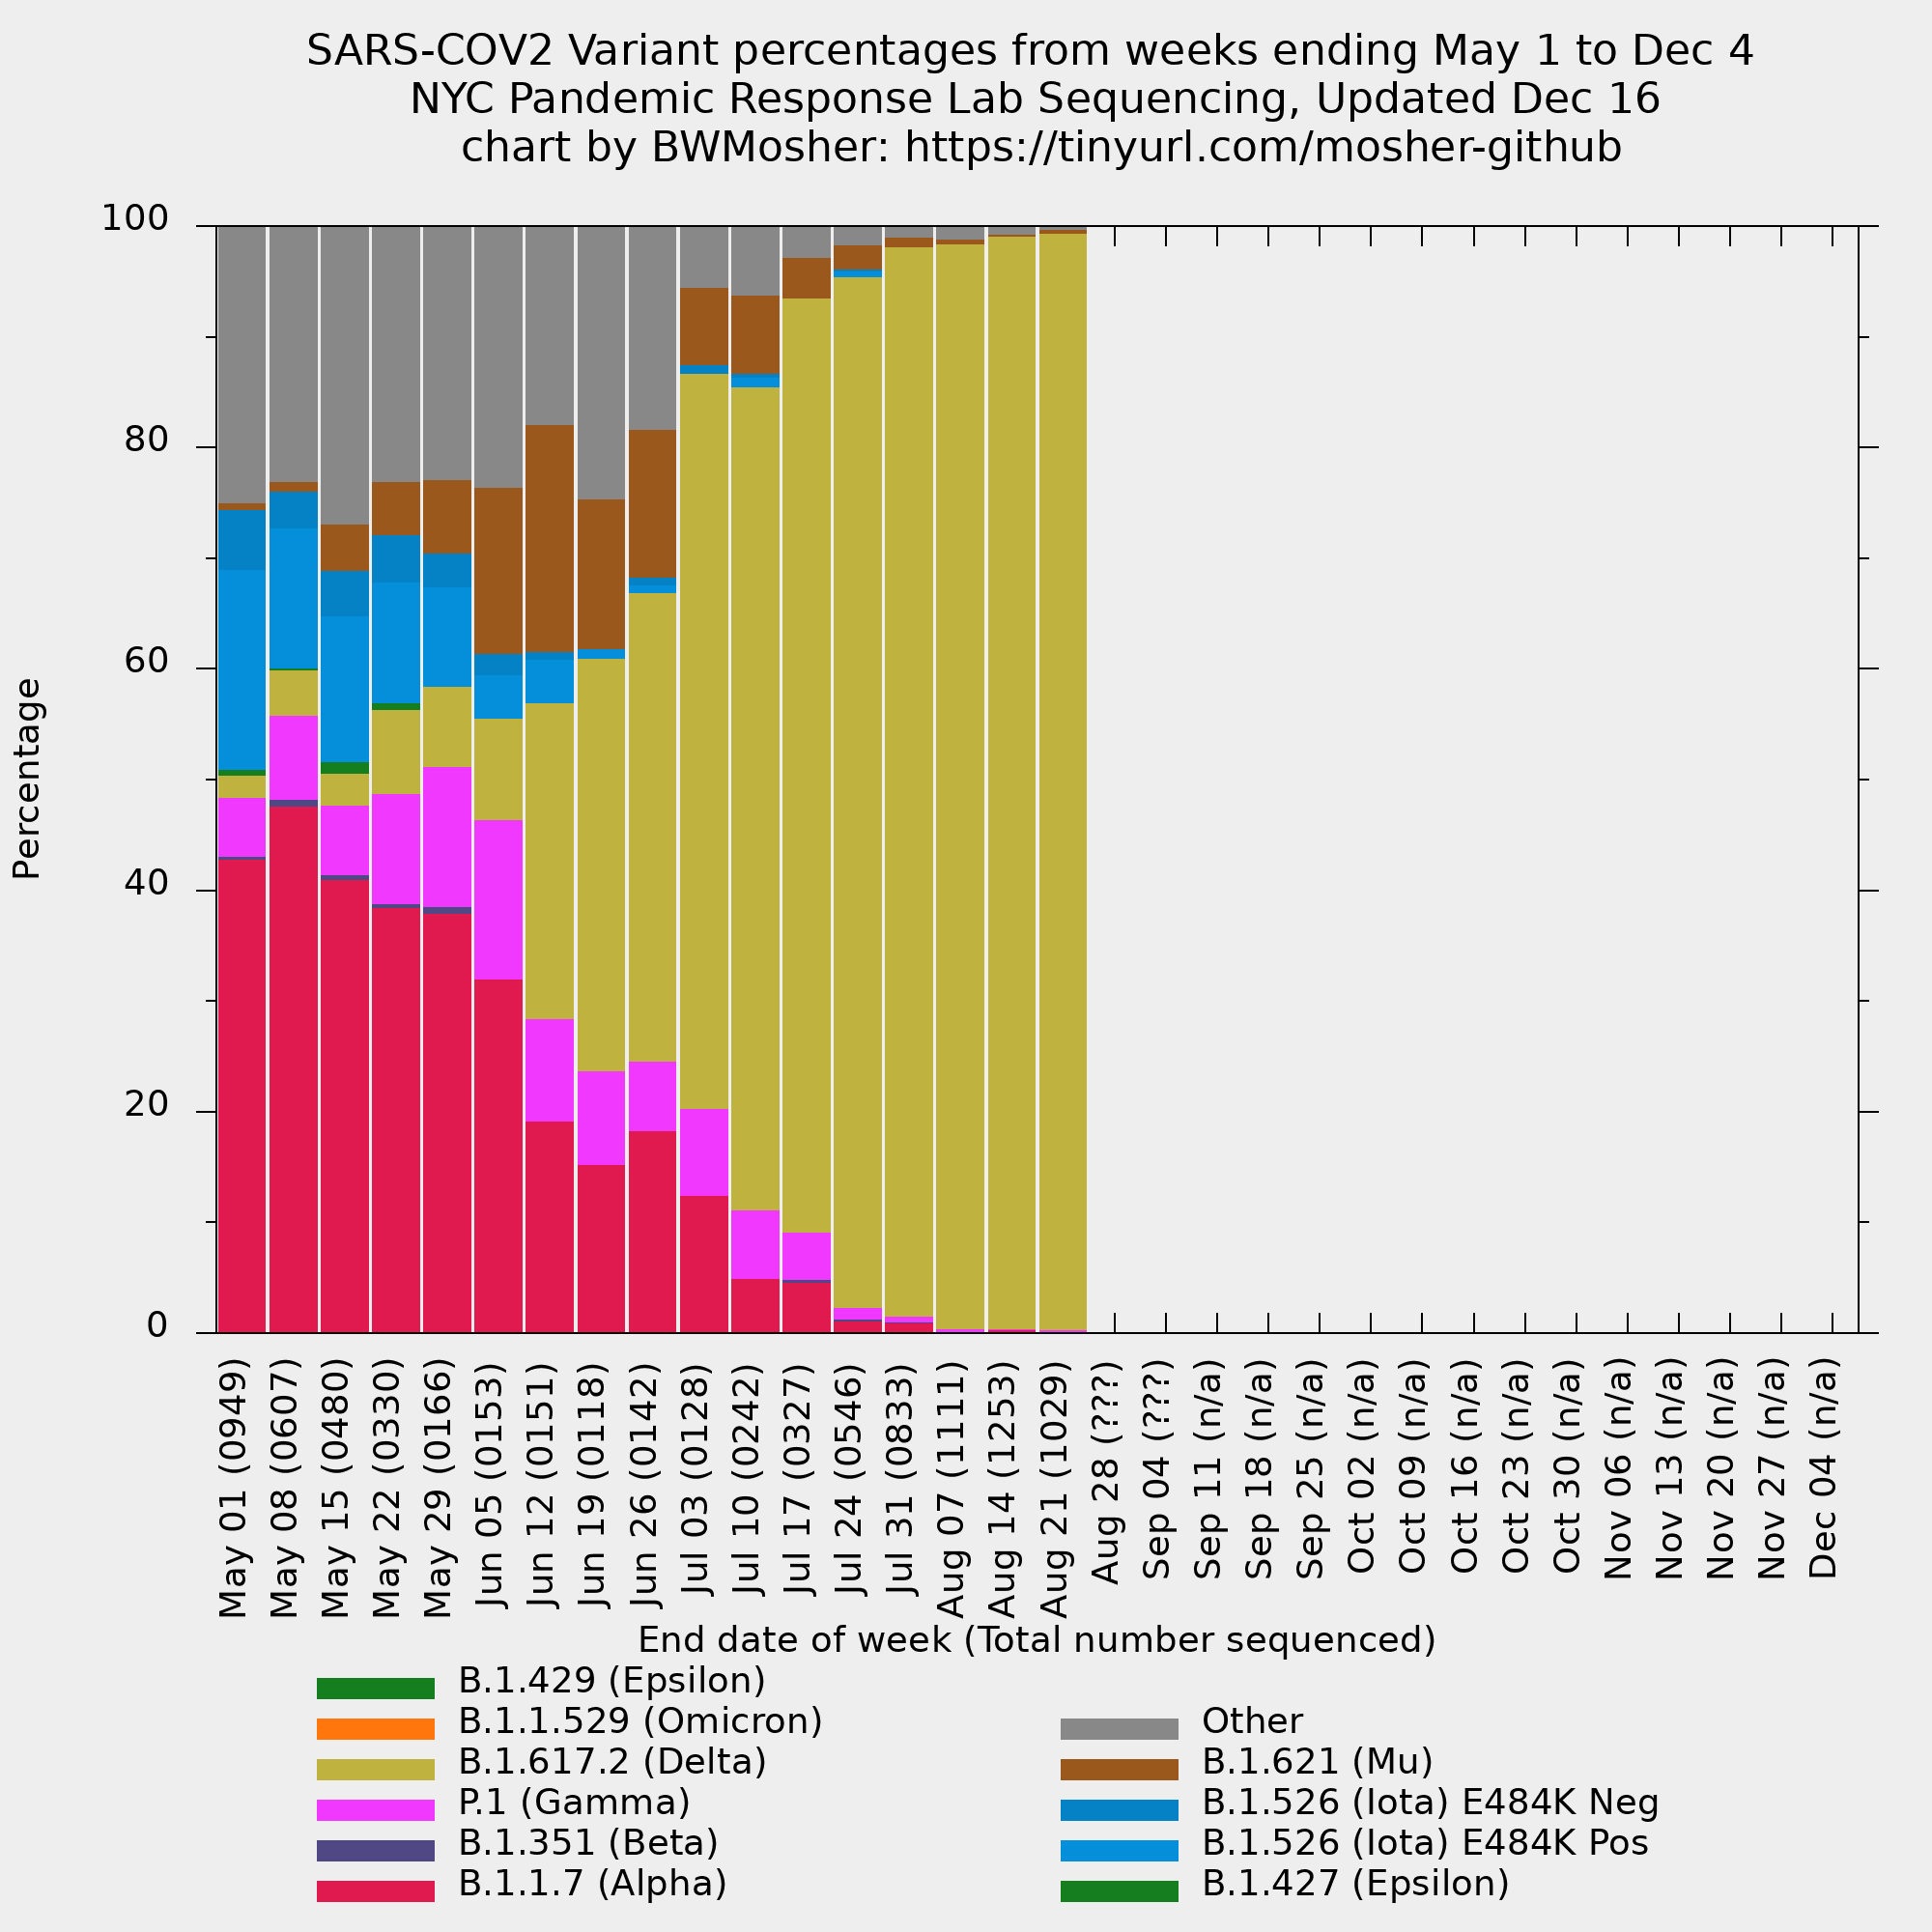 SARS-COV2 Variant percentages from weeks ending May 1 to Dec 4
NYC Pandemic Response Lab Sequencing, Updated Dec 16
chart by BWMosher: https://tinyurl.com/mosher-github
100
80
60
40
20
0
Percentage
May 01 (0949)
May 08 (0607)
May 15 (0480)
May 22 (0330)
May 29 (0166)
Jun 05 (0153)
Jun 12 (0151)
Jun 19 (0118)
Jun 26 (0142)
Jul 03 (0128)
Jul 10 (0242)
Jul 17 (0327)
Jul 24 (0546)
Jul 31 (0833)
Aug 07 (1111)
Aug 14 (1253)
Aug 21 (1029)
Aug 28 (???)
Sep 04 (???)
Sep 11 (n/a)
Sep 18 (n/a)
Sep 25 (n/a)
Oct 02 (n/a)
Oct 09 (n/a)
Oct 16 (n/a)
Oct 23 (n/a)
Oct 30 (n/a)
Nov 06 (n/a)
Nov 13 (n/a)
Nov 20 (n/a)
Nov 27 (n/a)
Dec 04 (n/a)
End date of week (Total number sequenced)
B.1.429 (Epsilon)
B.1.1.529 (Omicron)
B.1.617.2 (Delta)
P.1 (Gamma)
B.1.351 (Beta)
B.1.1.7 (Alpha)
Other
B.1.621 (Mu)
B.1.526 (Iota) E484K Neg
B.1.526 (Iota) E484K Pos
B.1.427 (Epsilon)